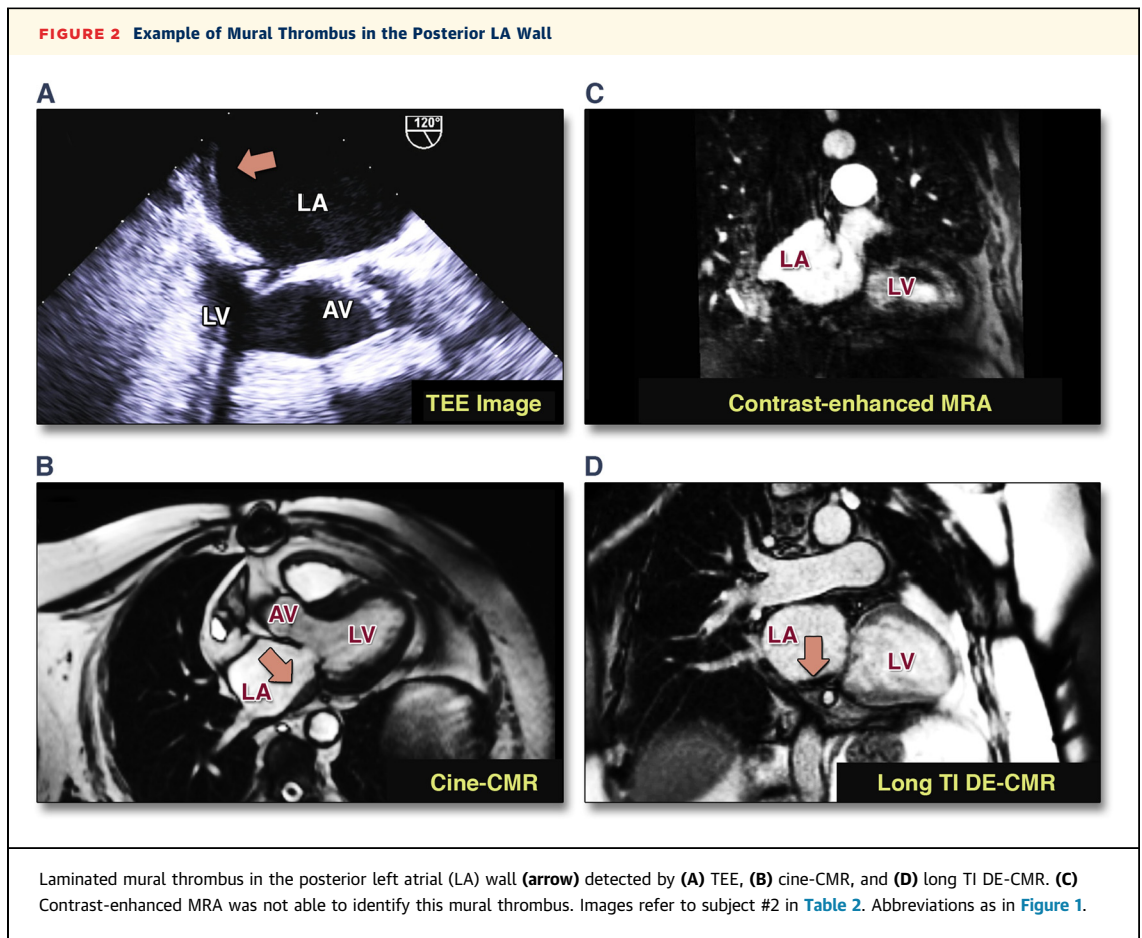 FIGURE 2 Example of Mural Thrombus in the Posterior LA Wall
A
120°
LA
LV
AV
TEE Image
C
LA
LV
Contrast-enhanced MRA
B
AV
LV
LA
Cine-CMR
D
LA
LV
Long TI DE-CMR
Laminated mural thrombus in the posterior left atrial (LA) wall (arrow) detected by (A) TEE, (B) cine-CMR, and (D) long TI DE-CMR. (C)
Contrast-enhanced MRA was not able to identify this mural thrombus. Images refer to subject #2 in Table 2. Abbreviations as in Figure 1.